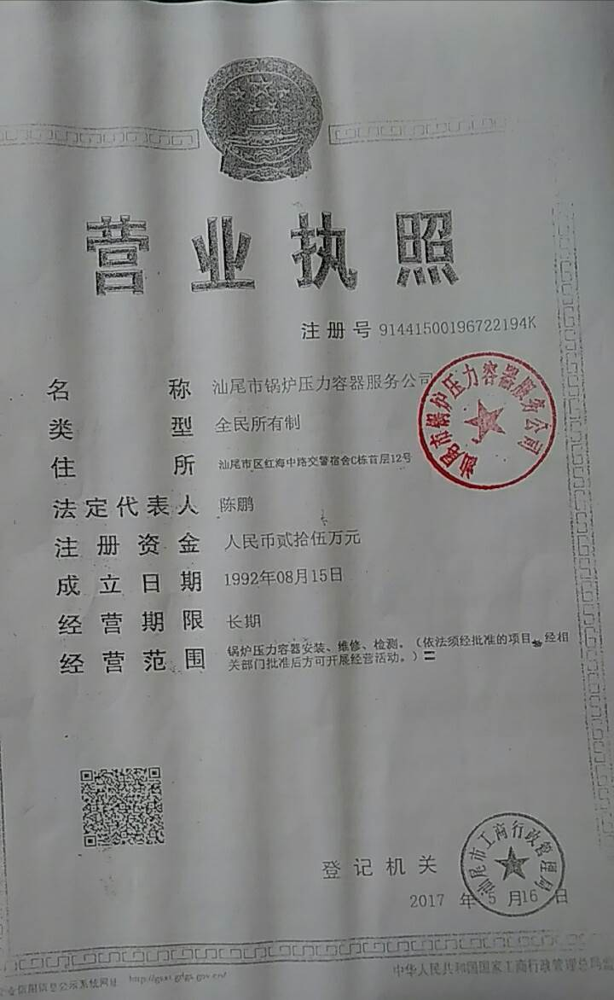 营业执照
注册号 91441500196722194K
名称 汕尾市锅炉压力容器服务公司
类型 全民所有制
住所 汕尾市区红海中路交警宿舍C栋首层12号
法定代表人 陈鹏
注册资金 人民币贰拾伍万元
成立日期 1992年08月15日
经营期限 长期
经营范围 锅炉压力容器安装、维修、检测。(依法须经批准的项目,经相
关部门批准后方可开展经营活动。)
汕尾市锅炉压力容器服务公司
登记机关
汕尾市工商行政管理局
2017 年 5 月 16 日
信用信息公示系统网址 http://gsxt.gdgs.gov.cn/
中华人民共和国国家工商行政管理总局监